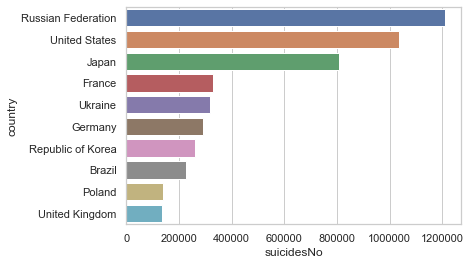 Russian Federation
United States
Japan
France
Ukraine
Germany
Republic of Korea
Brazil
Poland
United Kingdom
country
0 200000 400000 600000 800000 1000000 1200000
suicidesNo